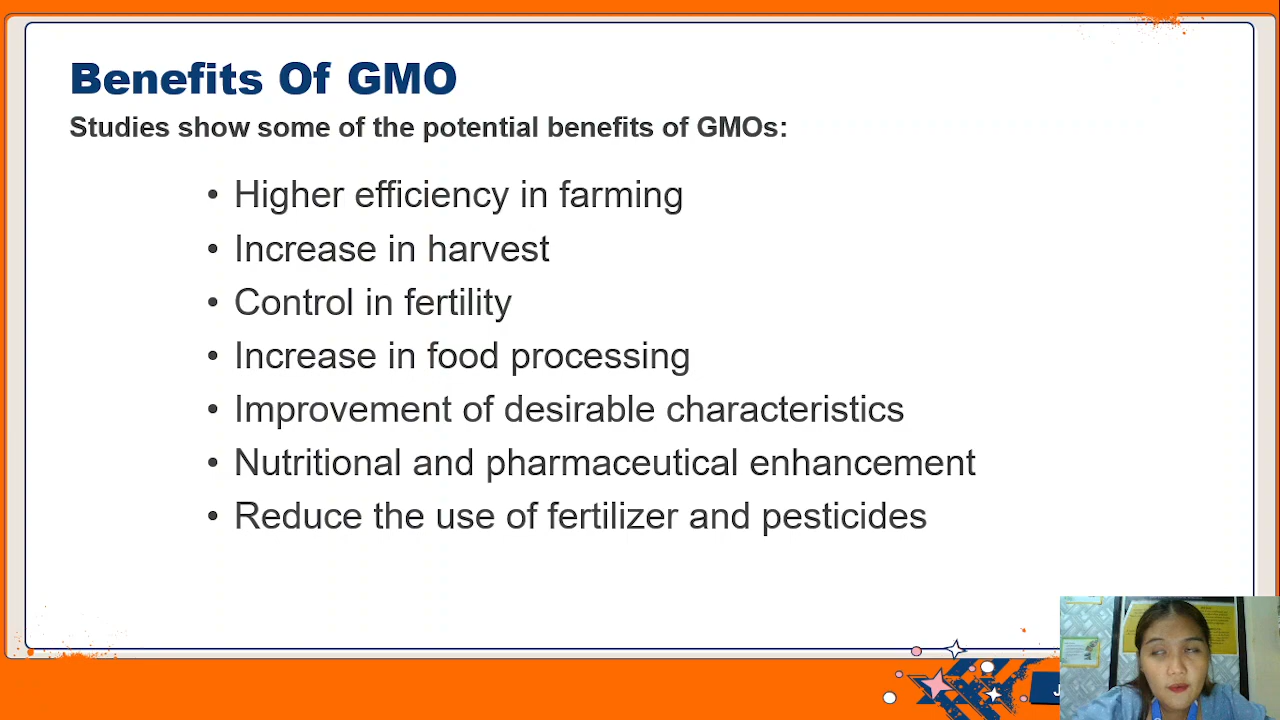 Benefits Of GMO
Studies show some of the potential benefits of GMOs:
• Higher efficiency in farming
• Increase in harvest
• Control in fertility
• Increase in food processing
• Improvement of desirable characteristics
• Nutritional and pharmaceutical enhancement
• Reduce the use of fertilizer and pesticides